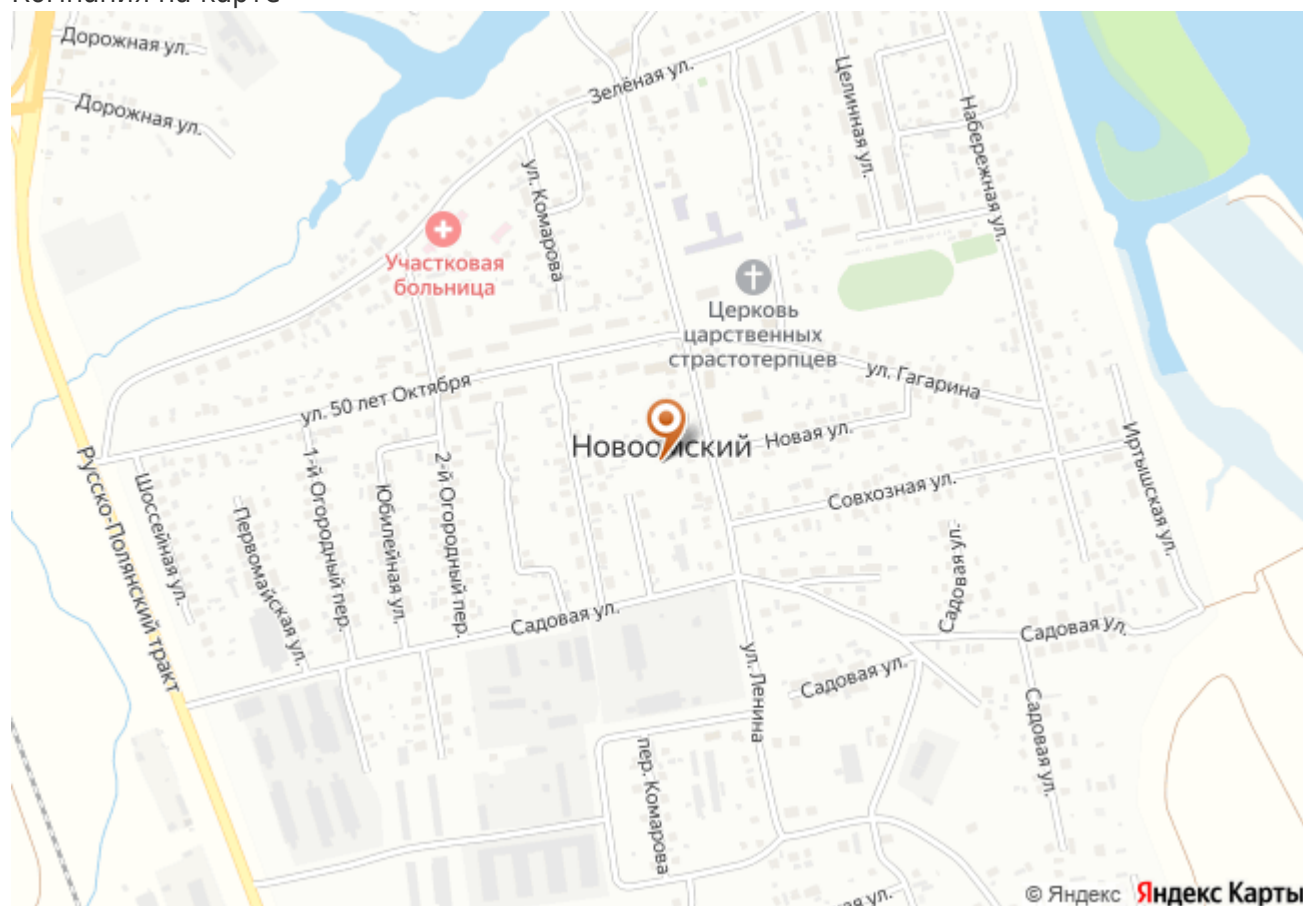 Компания на карте
Дорожная ул.
Дорожная ул.
Зелёная ул.
Целинная ул.
Набережная ул.
ул. Комарова
Участковая
больница
Церковь
царственных
страстотерпцев
ул. Гагарина
ул. 50 лет Октября
Новая ул.
Иртышская ул.
Русско-Полянский тракт
Шоссейная ул.
Первомайская ул.
1-й Огородный пер.
Юбилейная ул.
2-й Огородный пер.
Совхозная ул.
Садовая ул.
Садовая ул.
Садовая ул.
Садовая ул.
Садовая ул.
ул. Ленина
пер. Комарова
© Яндекс Яндекс Карты